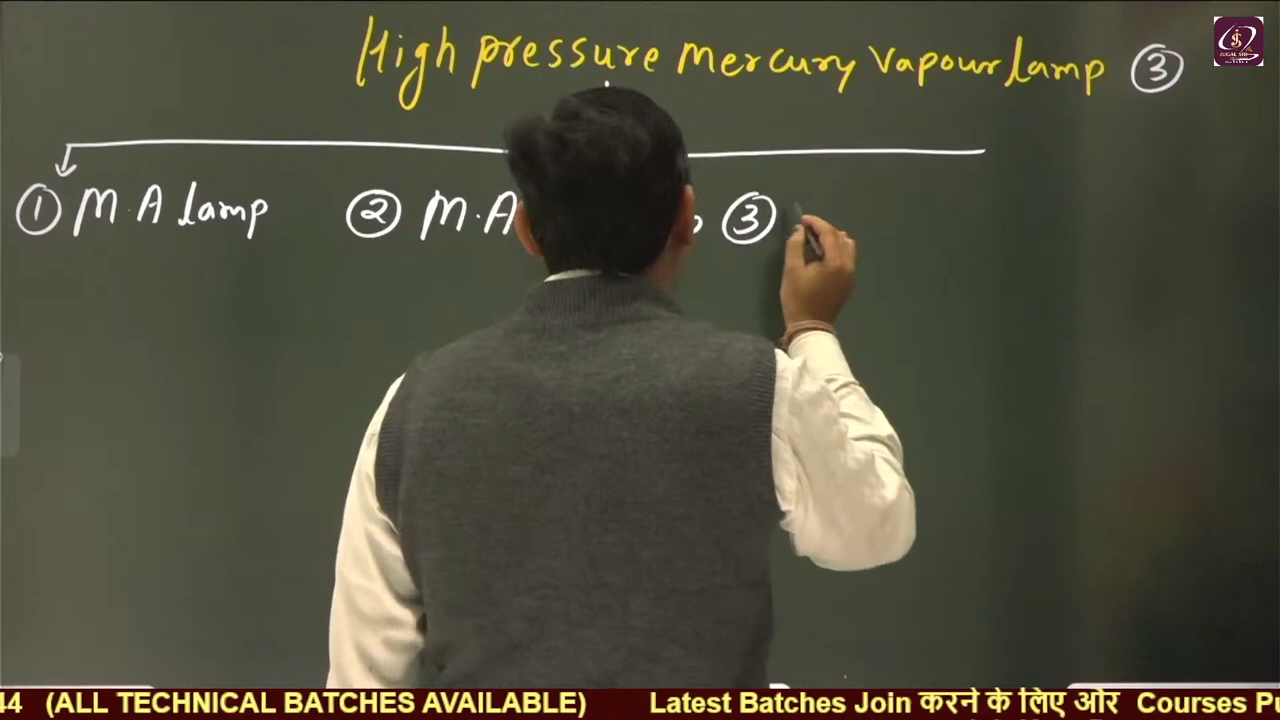 High pressure mercury vapour lamp ③
① M.A lamp ② M.A ③
44 (ALL TECHNICAL BATCHES AVAILABLE) Latest Batches Join करने के लिए और Courses Pu